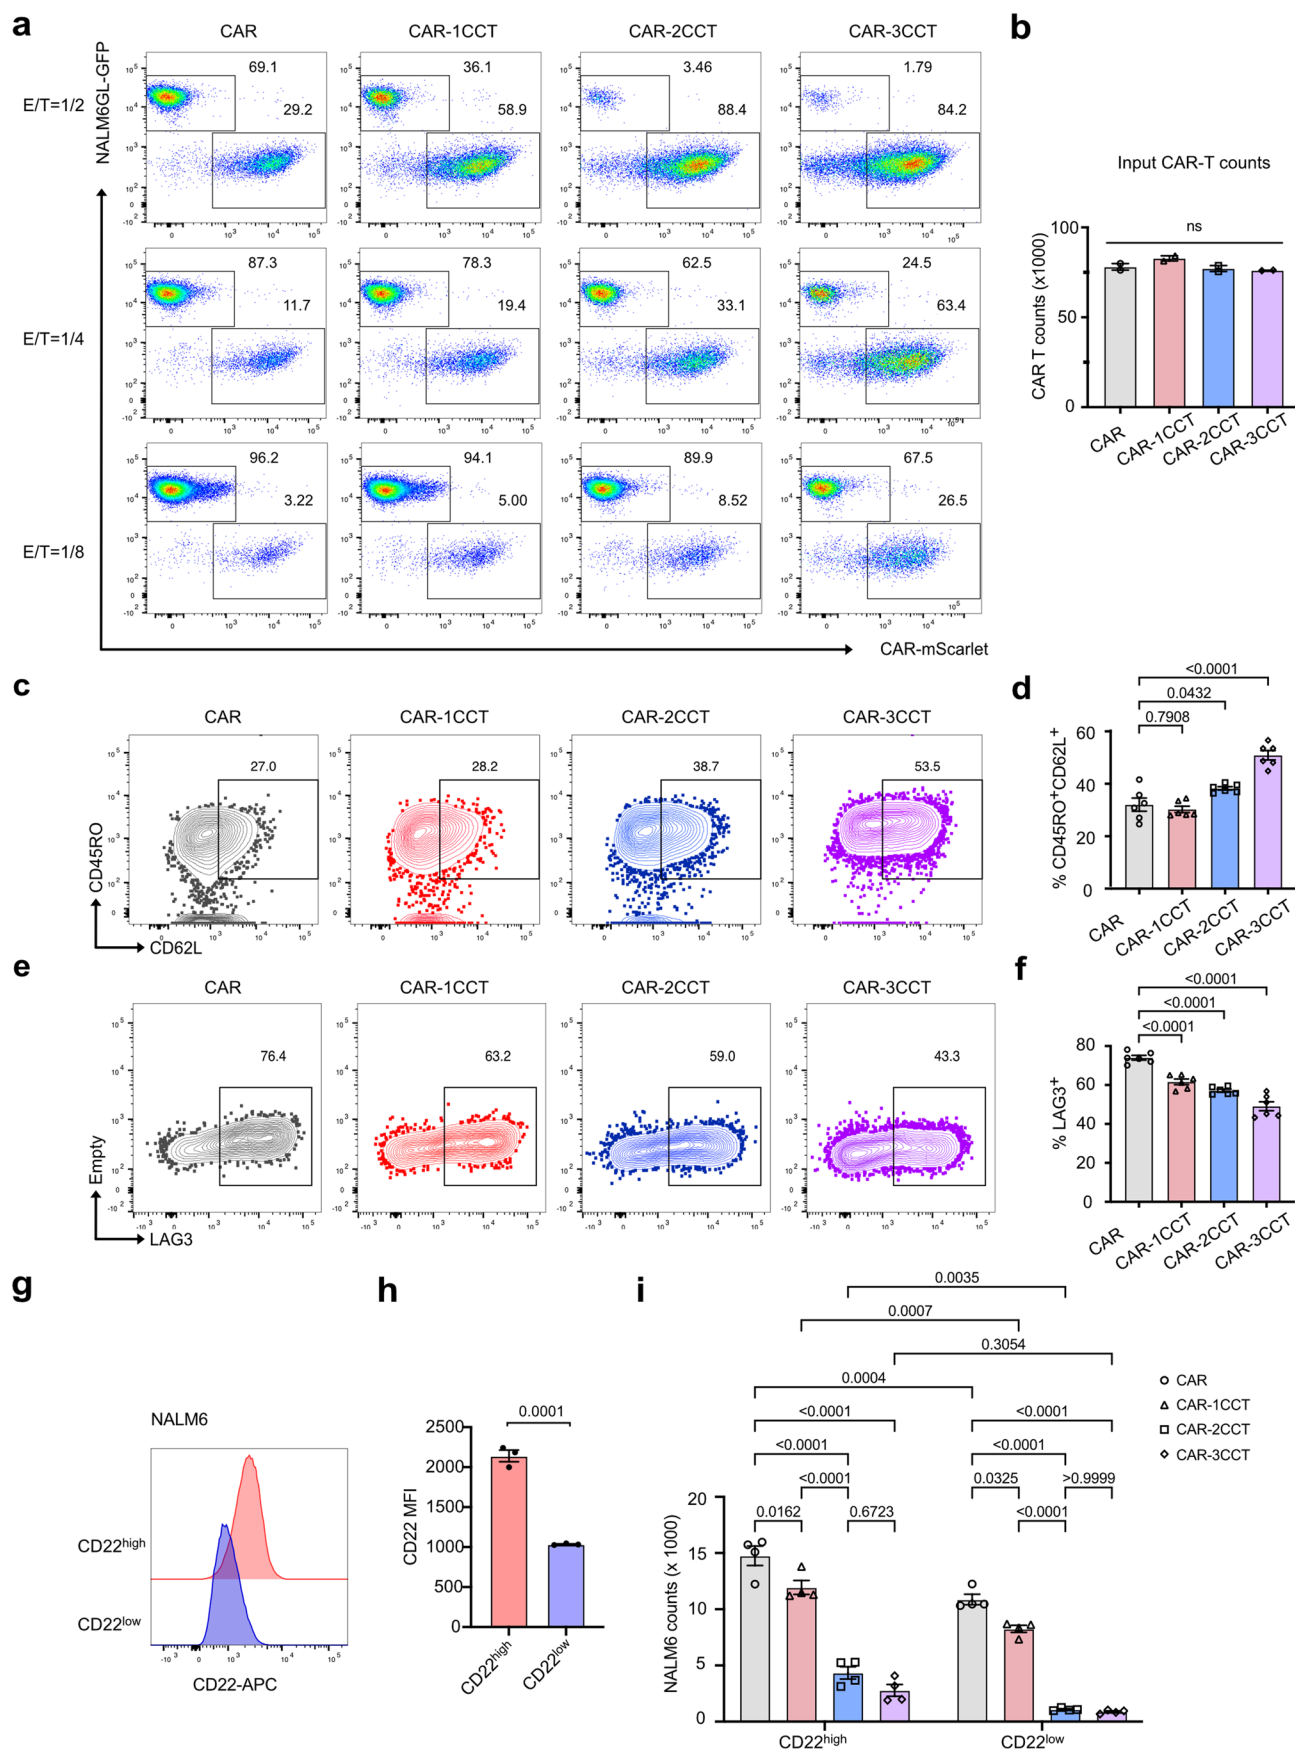 a
CAR
CAR-1CCT
CAR-2CCT
CAR-3CCT
NALM6GL-GFP
E/T=1/2
69.1
29.2
36.1
58.9
3.46
88.4
1.79
84.2
E/T=1/4
87.3
11.7
78.3
19.4
62.5
33.1
24.5
63.4
E/T=1/8
96.2
3.22
94.1
5.00
89.9
8.52
67.5
26.5
CAR-mScarlet
b
Input CAR-T counts
ns
CAR T counts (x1000)
100
50
0
CAR
CAR-1CCT
CAR-2CCT
CAR-3CCT
c
CAR
CAR-1CCT
CAR-2CCT
CAR-3CCT
27.0
28.2
38.7
53.5
CD45RO
CD62L
d
<0.0001
0.0432
0.7908
% CD45RO+CD62L+
60
40
20
0
CAR
CAR-1CCT
CAR-2CCT
CAR-3CCT
e
CAR
CAR-1CCT
CAR-2CCT
CAR-3CCT
76.4
63.2
59.0
43.3
Empty
LAG3
f
<0.0001
<0.0001
<0.0001
% LAG3+
80
60
40
20
0
CAR
CAR-1CCT
CAR-2CCT
CAR-3CCT
g
NALM6
CD22high
CD22low
-10 3
0
10 3
10 4
10 5
CD22-APC
h
0.0001
CD22 MFI
2500
2000
1500
1000
500
0
CD22high
CD22low
i
0.0035
0.0007
0.3054
0.0004
<0.0001
<0.0001
<0.0001
<0.0001
<0.0001
0.0325
>0.9999
0.0162
0.6723
<0.0001
CAR
CAR-1CCT
CAR-2CCT
CAR-3CCT
NALM6 counts (x 1000)
20
15
10
5
0
CD22high
CD22low